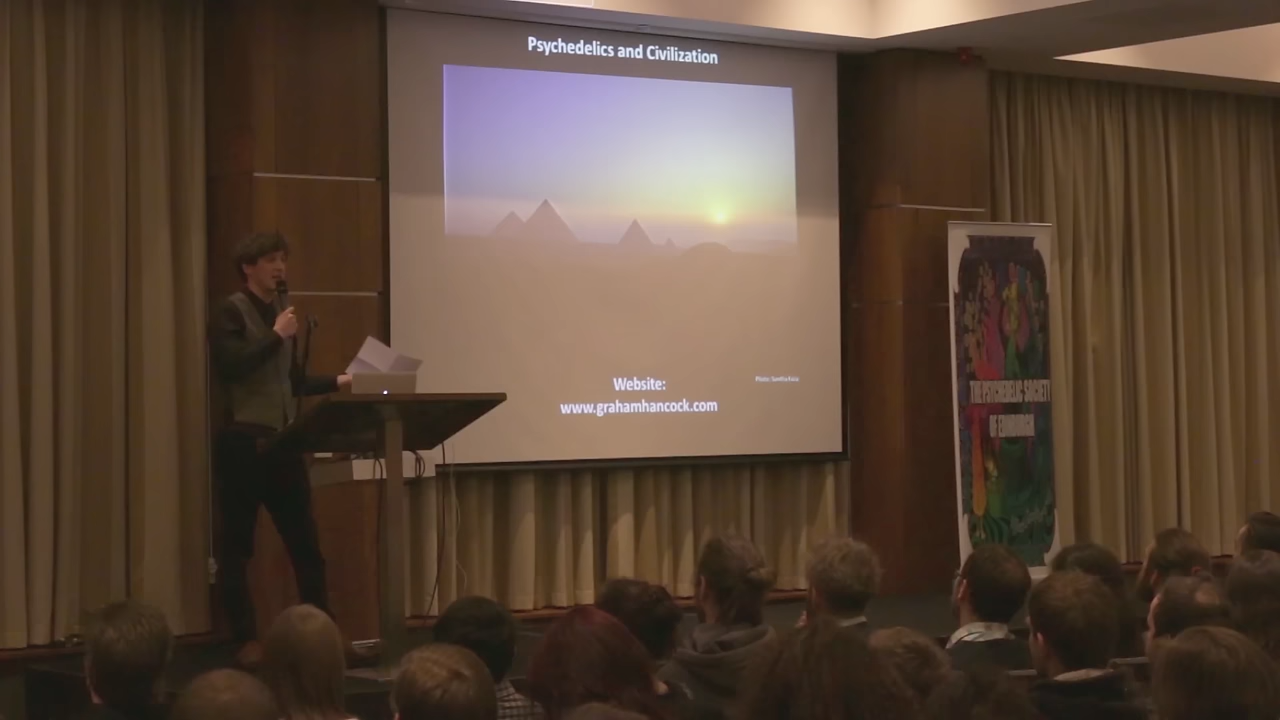 Psychedelics and Civilization
Website:
www.grahamhancock.com
THE PSYCHEDELIC SOCIETY
OF EDINBURGH